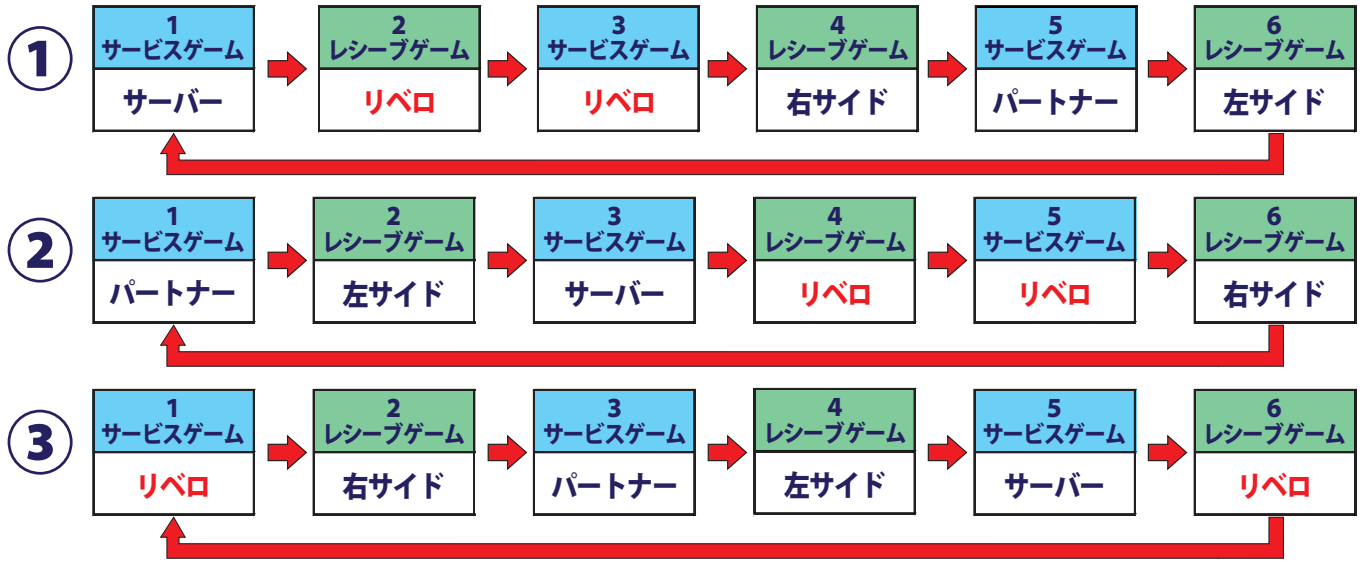 ①
1
サービスゲーム
サーバー
2
レシーブゲーム
リベロ
3
サービスゲーム
リベロ
4
レシーブゲーム
右サイド
5
サービスゲーム
パートナー
6
レシーブゲーム
左サイド
②
1
サービスゲーム
パートナー
2
レシーブゲーム
左サイド
3
サービスゲーム
サーバー
4
レシーブゲーム
リベロ
5
サービスゲーム
リベロ
6
レシーブゲーム
右サイド
③
1
サービスゲーム
リベロ
2
レシーブゲーム
右サイド
3
サービスゲーム
パートナー
4
レシーブゲーム
左サイド
5
サービスゲーム
サーバー
6
レシーブゲーム
リベロ